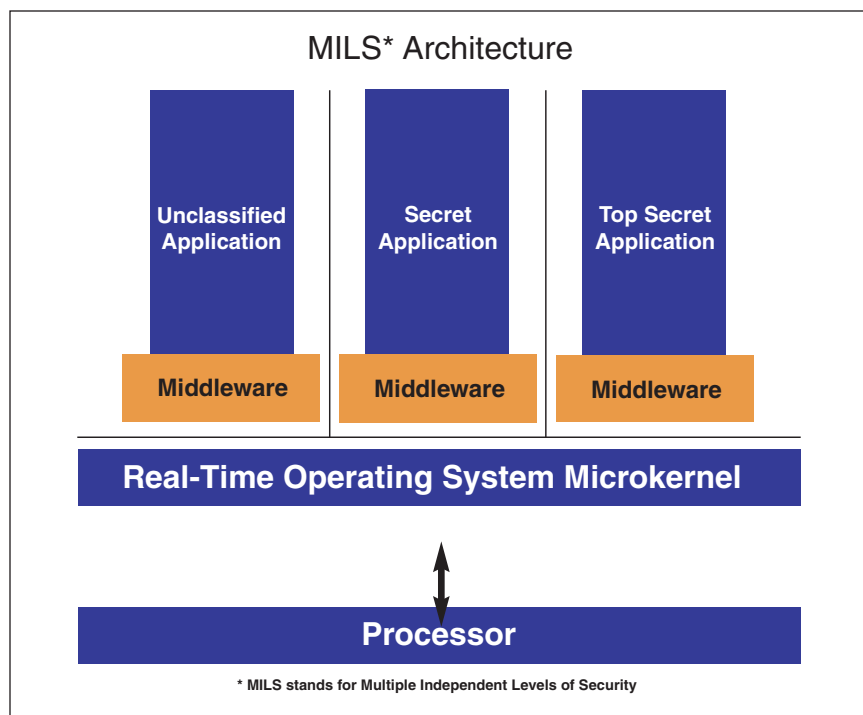 MILS* Architecture
Unclassified
Application
Secret
Application
Top Secret
Application
Middleware
Middleware
Middleware
Real-Time Operating System Microkernel
Processor
* MILS stands for Multiple Independent Levels of Security